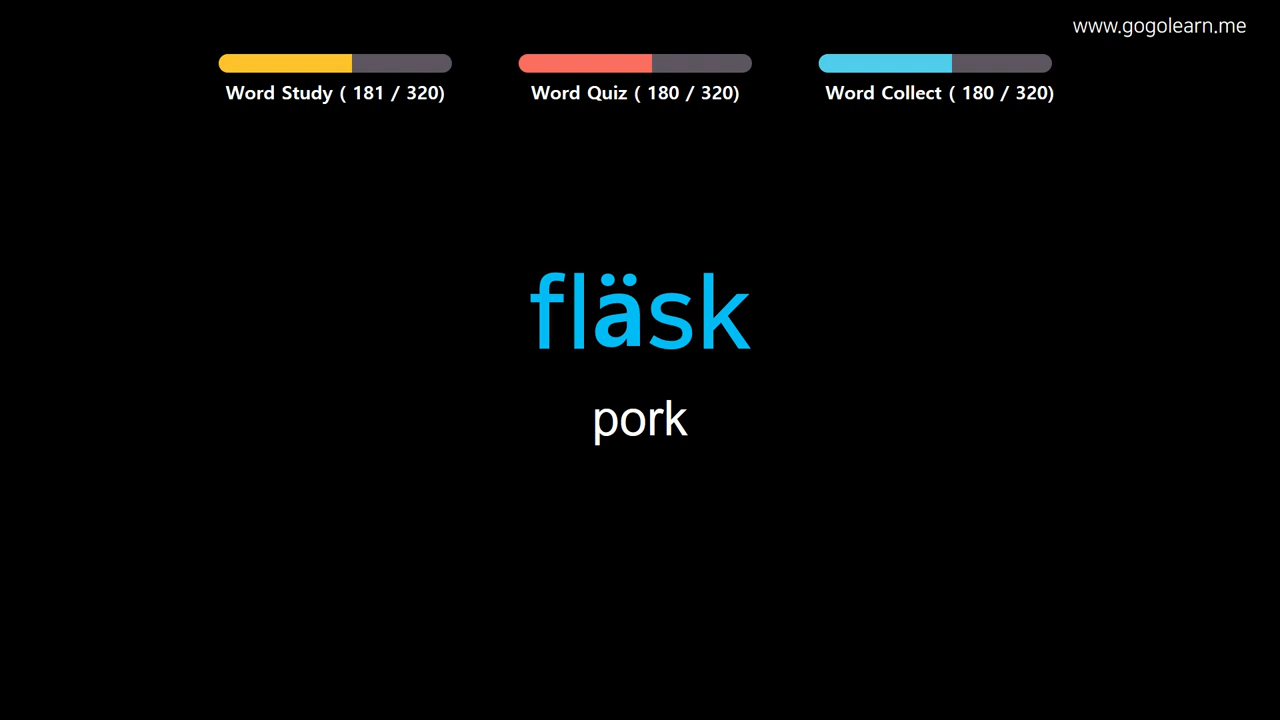 www.gogolearn.me
Word Study ( 181 / 320)
Word Quiz ( 180 / 320)
Word Collect ( 180 / 320)
fläsk
pork